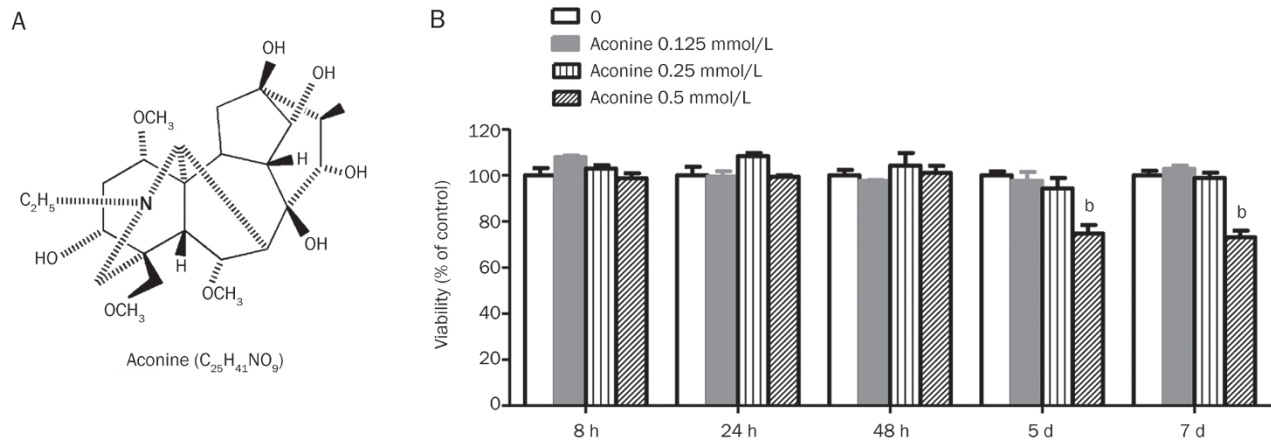 A
OH
OH
OCH₃
H
OH
C₂H₅
N
OH
HO
H
OCH₃
OCH₃
Aconine (C₂₅H₄₁NO₉)
B
0
Aconine 0.125 mmol/L
Aconine 0.25 mmol/L
Aconine 0.5 mmol/L
Viability (% of control)
120
100
80
60
40
20
0
b
b
8 h
24 h
48 h
5 d
7 d